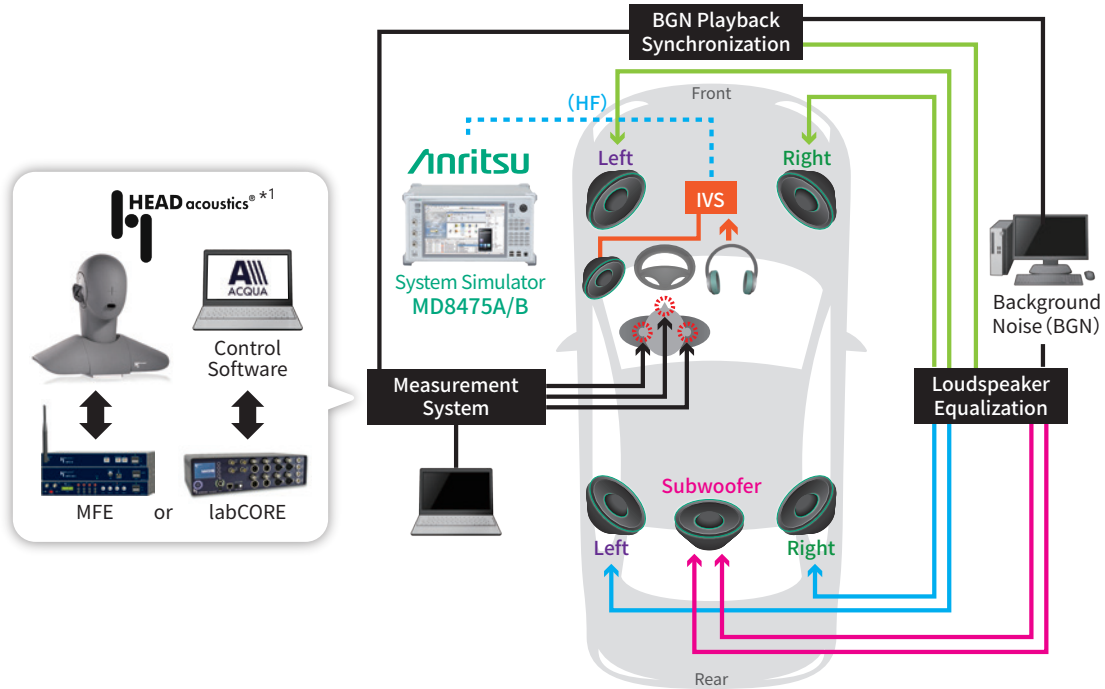 BGN Playback
Synchronization
Front
(HF)
Anritsu
Left
Right
IVS
HEAD acoustics® *1
ACQUA
System Simulator
MD8475A/B
Control
Software
Background
Noise (BGN)
Measurement
System
Loudspeaker
Equalization
Subwoofer
MFE or labCORE
Left
Right
Rear